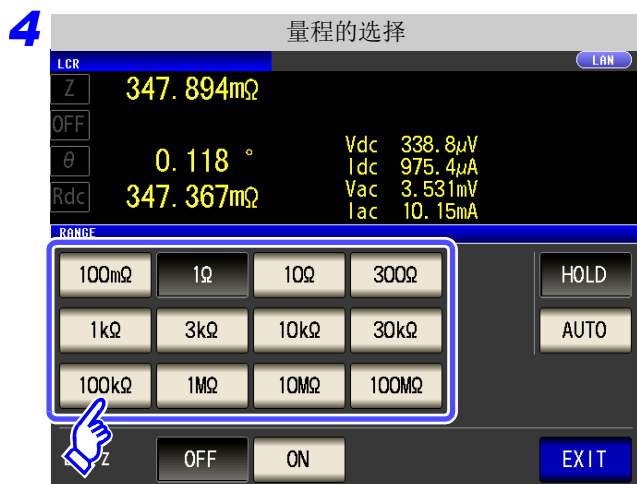 4 量程的选择
LCR LAN
Z 347.894mΩ
OFF
Vdc 338.8μV
θ 0.118 ° Idc 975.4μA
Rdc 347.367mΩ Vac 3.531mV
Iac 10.15mA
RANGE
100mΩ 1Ω 10Ω 300Ω HOLD
1kΩ 3kΩ 10kΩ 30kΩ AUTO
100kΩ 1MΩ 10MΩ 100MΩ
Z OFF ON EXIT